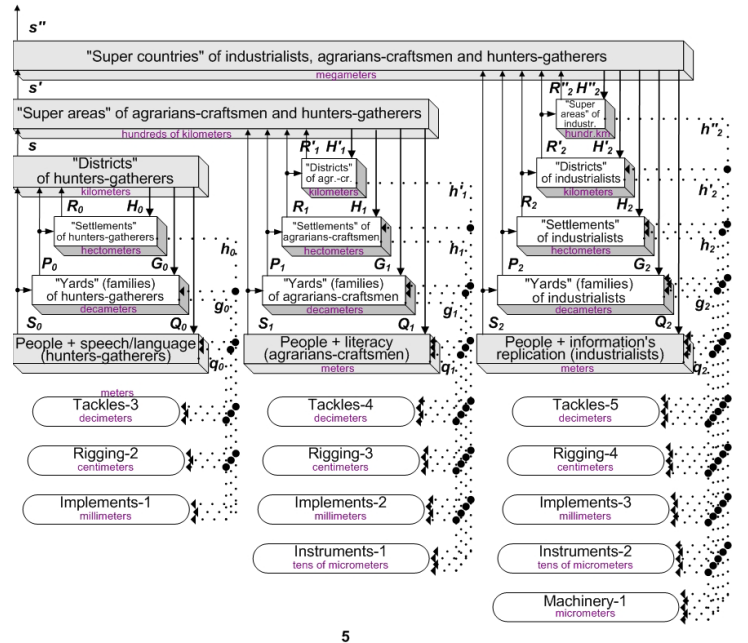 s''
"Super countries" of industrialists, agrarians-craftsmen and hunters-gatherers
megameters
s'
"Super areas" of agrarians-craftsmen and hunters-gatherers
hundreds of kilometers
s
"Districts"
of hunters-gatherers
kilometers
R0 H0
"Settlements"
of hunters-gatherers
hectometers
h0
P0 G0
"Yards" (families)
of hunters-gatherers
decameters
g0
S0 Q0
People + speech/language
(hunters-gatherers)
q0
meters
Tackles-3
decimeters
Rigging-2
centimeters
Implements-1
millimeters
R'1 H'1
"Districts"
of agr.-cr.
kilometers
h'1
R1 H1
"Settlements" of
agrarians-craftsmen
hectometers
h1
P1 G1
"Yards" (families)
of agrarians-craftsmen
decameters
g1
S1 Q1
People + literacy
(agrarians-craftsmen)
meters
q1
Tackles-4
decimeters
Rigging-3
centimeters
Implements-2
millimeters
Instruments-1
tens of micrometers
R''2 H''2
"Super
areas" of
industr.
hundr.km
h''2
R'2 H'2
"Districts"
of industrialists
kilometers
h'2
R2 H2
"Settlements"
of industrialists
hectometers
h2
P2 G2
"Yards" (families)
of industrialists
decameters
g2
S2 Q2
People + information's
replication (industrialists)
meters
q2
Tackles-5
decimeters
Rigging-4
centimeters
Implements-3
millimeters
Instruments-2
tens of micrometers
Machinery-1
micrometers
5